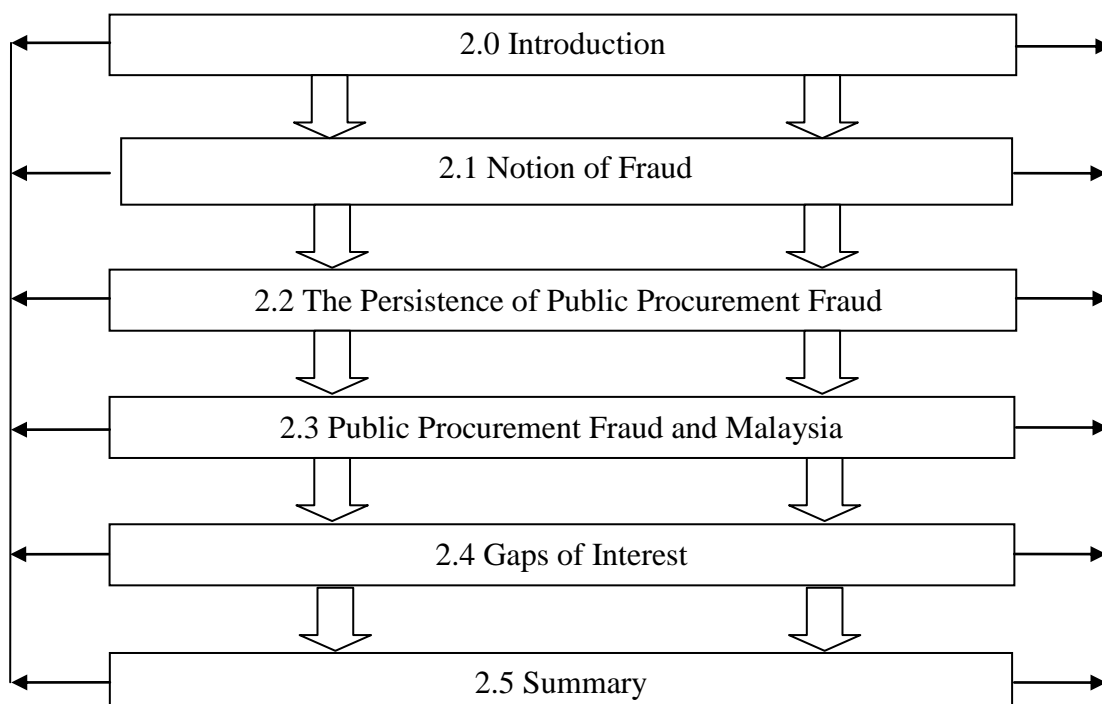 2.0 Introduction
2.1 Notion of Fraud
2.2 The Persistence of Public Procurement Fraud
2.3 Public Procurement Fraud and Malaysia
2.4 Gaps of Interest
2.5 Summary